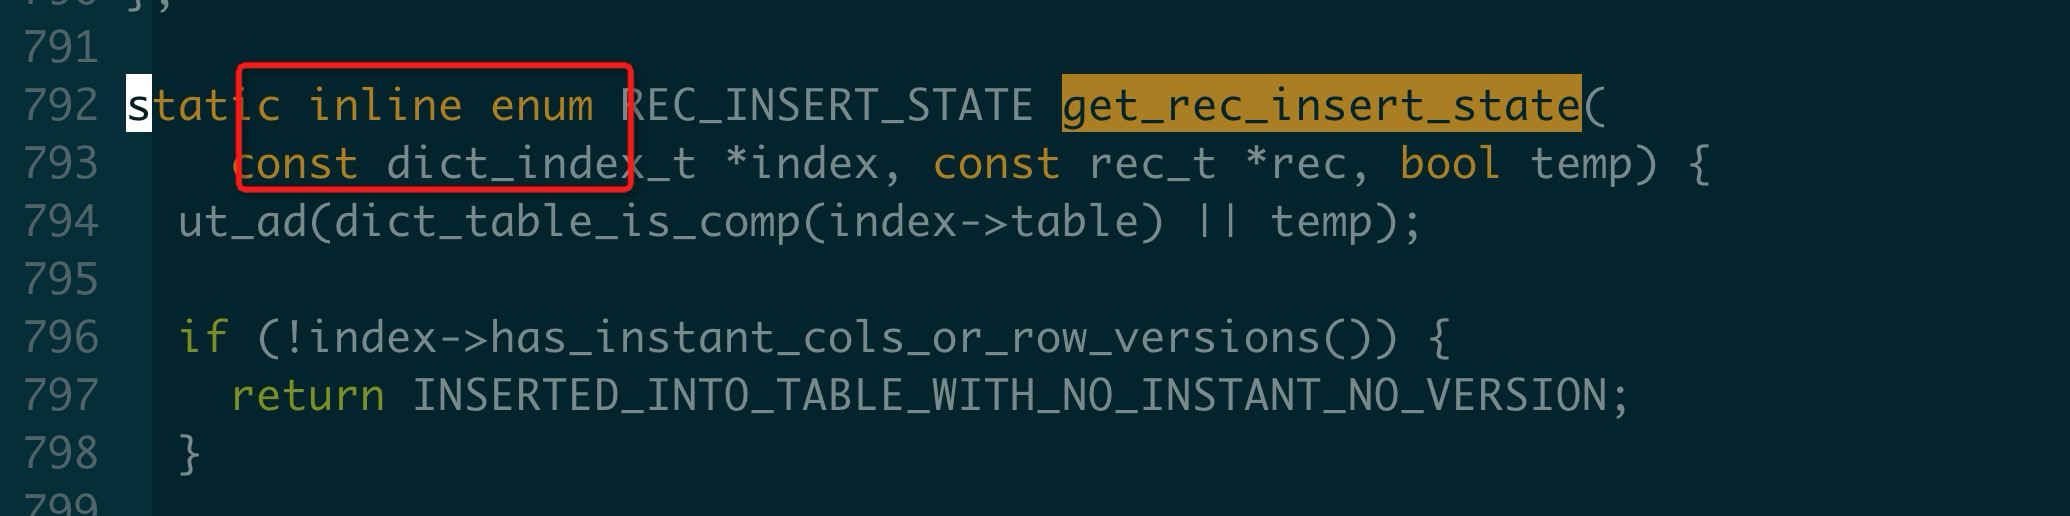 790 };
791
792 static inline enum REC_INSERT_STATE get_rec_insert_state(
793     const dict_index_t *index, const rec_t *rec, bool temp) {
794   ut_ad(dict_table_is_comp(index->table) || temp);
795
796   if (!index->has_instant_cols_or_row_versions()) {
797     return INSERTED_INTO_TABLE_WITH_NO_INSTANT_NO_VERSION;
798   }
799